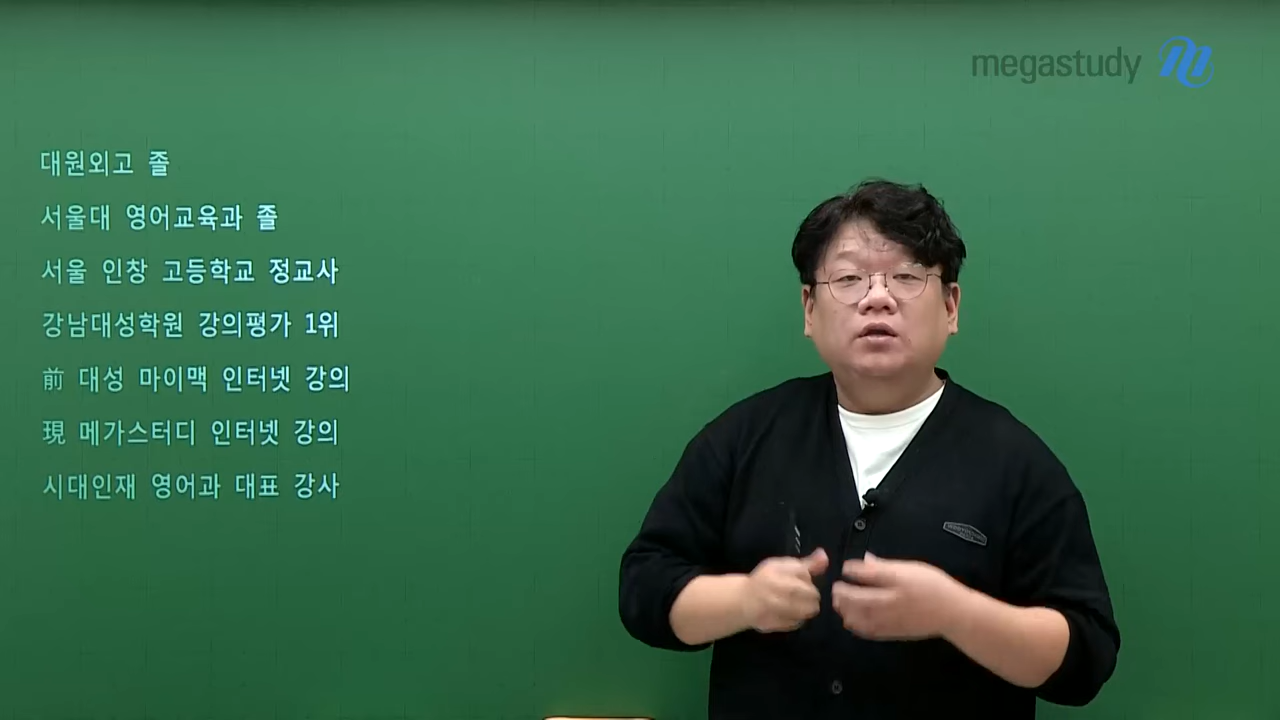 megastudy
대원외고 졸
서울대 영어교육과 졸
서울 인창 고등학교 정교사
강남대성학원 강의평가 1위
前 대성 마이맥 인터넷 강의
現 메가스터디 인터넷 강의
시대인재 영어과 대표 강사